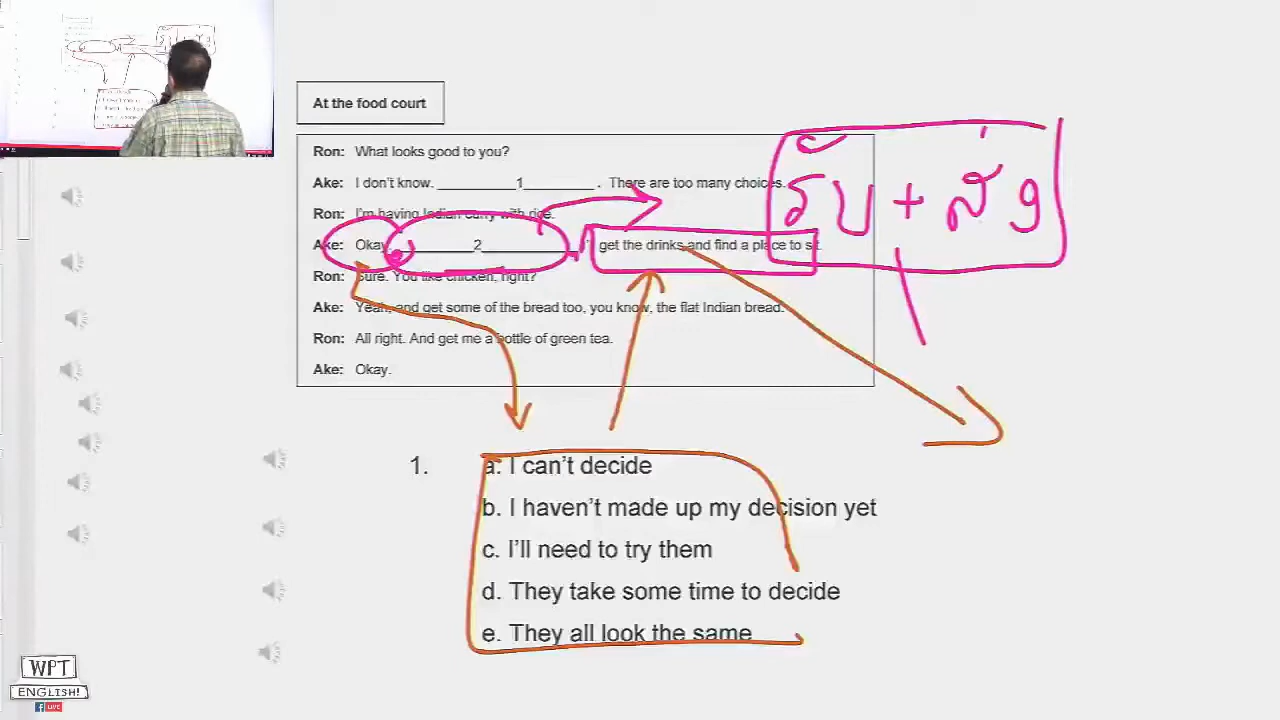 At the food court
Ron: What looks good to you?
Ake: I don't know. __________1_________ . There are too many choices.
Ron: I'm having Indian curry with rice.
Ake: Okay, _________2___________ get the drinks and find a place to sit.
Ron: Sure. You like chicken, right?
Ake: Yeah, and get some of the bread too, you know, the flat Indian bread.
Ron: All right. And get me a bottle of green tea.
Ake: Okay.
รับ + ส่ง
1.
a. I can't decide
b. I haven't made up my decision yet
c. I'll need to try them
d. They take some time to decide
e. They all look the same
WPT
ENGLISH!
LIVE